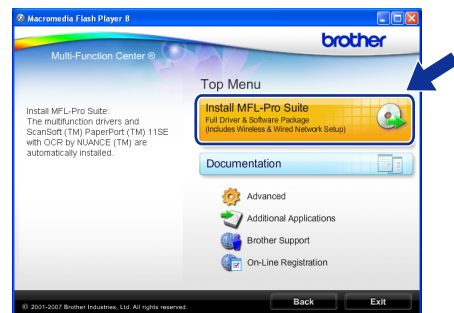 Macromedia Flash Player 8
brother
Multi-Function Center ®
Top Menu
Install MFL-Pro Suite:
The multifunction drivers and
ScanSoft (TM) PaperPort (TM) 11SE
with OCR by NUANCE (TM) are
automatically installed.
Install MFL-Pro Suite
Full Driver & Software Package
(Includes Wireless & Wired Network Setup)
Documentation
Advanced
Additional Applications
Brother Support
On-Line Registration
© 2001-2007 Brother Industries, Ltd. All rights reserved.
Back
Exit